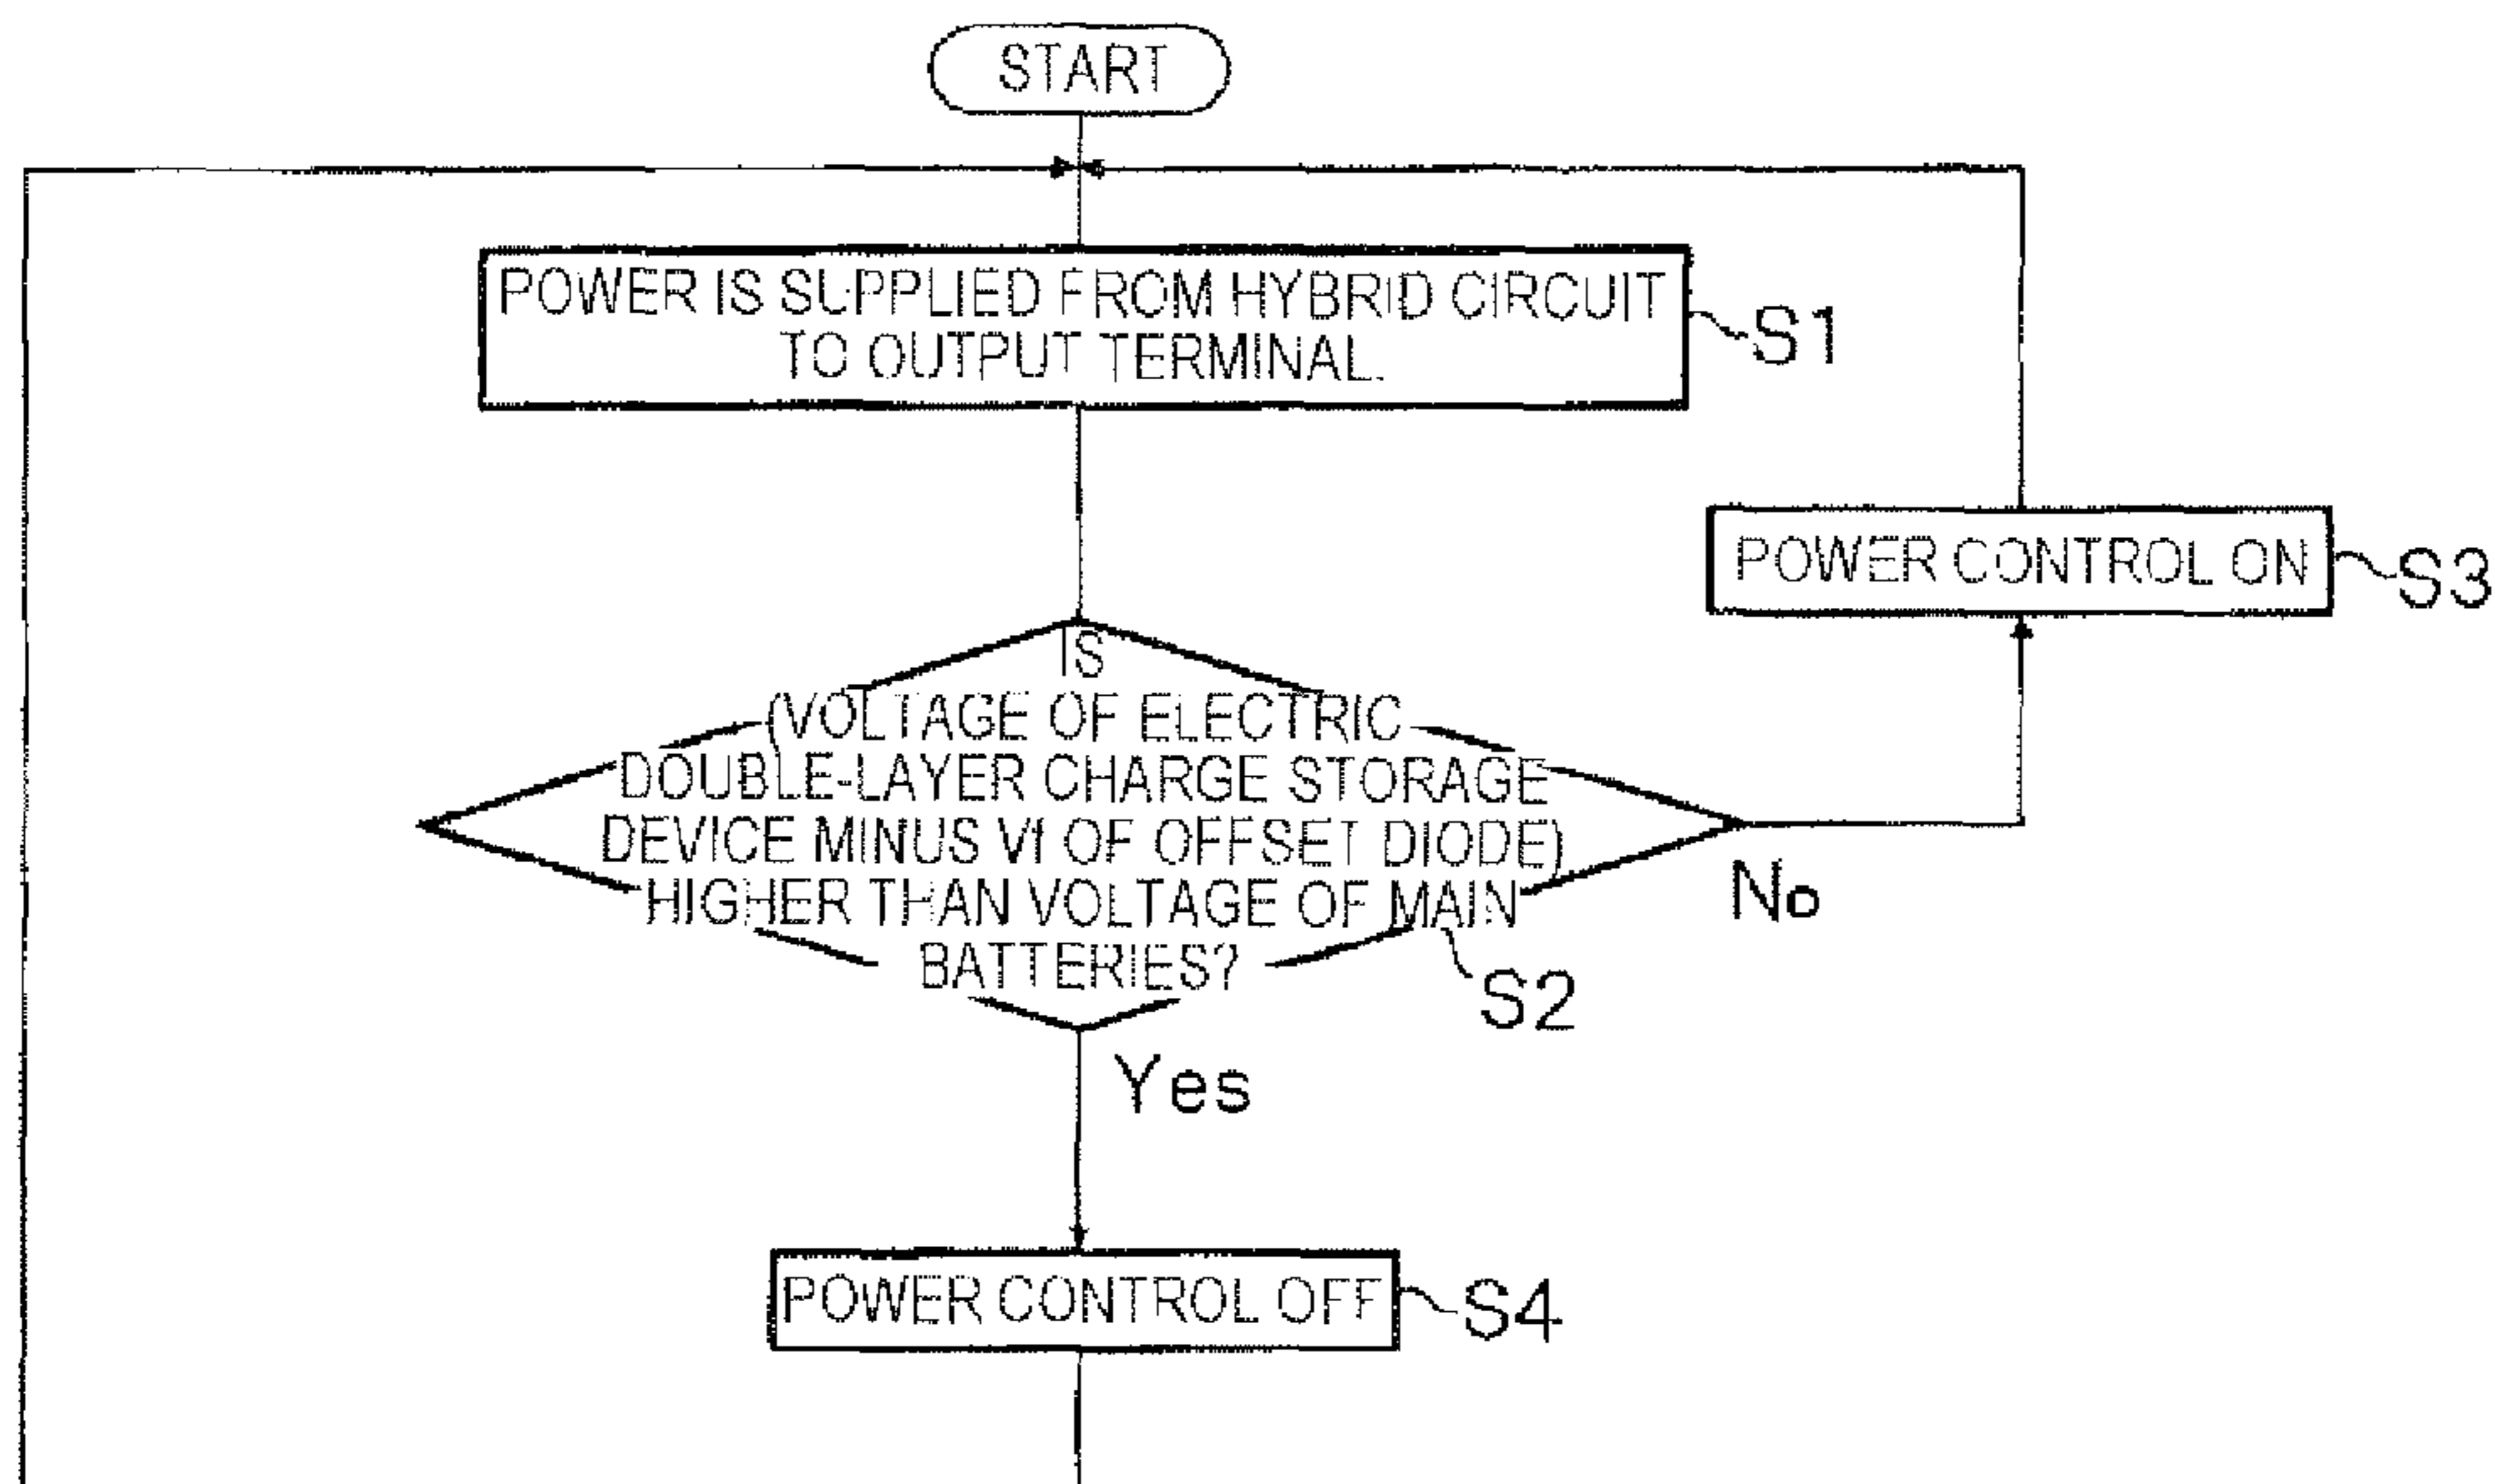 START
POWER IS SUPPLIED FROM HYBRID CIRCUIT
TO OUTPUT TERMINAL.
S1
POWER CONTROL ON
S3
IS
(VOLTAGE OF ELECTRIC
DOUBLE-LAYER CHARGE STORAGE
DEVICE MINUS Vf OF OFFSET DIODE)
HIGHER THAN VOLTAGE OF MAIN
BATTERIES?
No
S2
Yes
POWER CONTROL OFF
S4